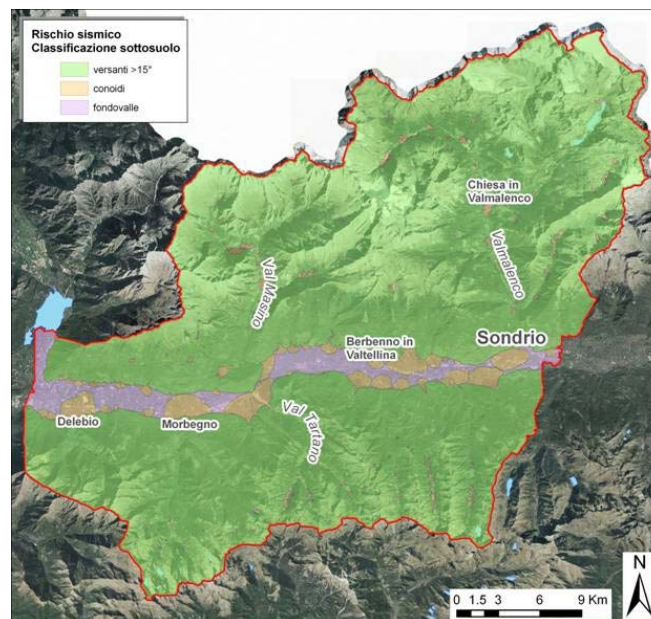 Rischio sismico
Classificazione sottosuolo
versanti >15°
conoidi
fondovalle
Chiesa in
Valmalenco
Valmalenco
Val Masino
Sondrio
Berbenno in
Valtellina
Delebio
Morbegno
Val Tartano
N
0 1.5 3 6 9 Km